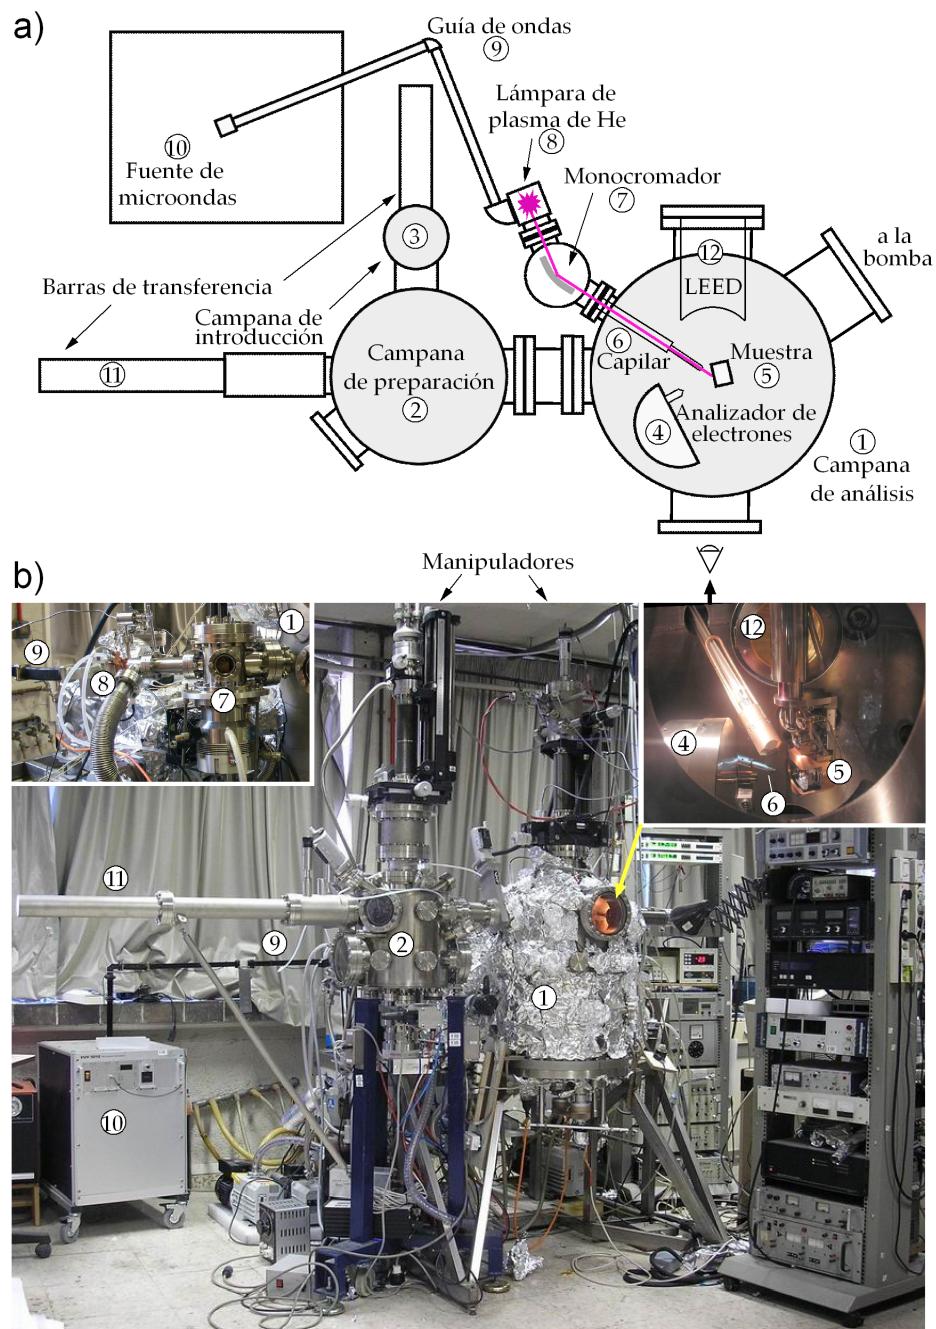 a)
Guía de ondas
9
Lámpara de
plasma de He
8
10
Fuente de
microondas
Monocromador
7
3
12
LEED
a la
bomba
Barras de transferencia
Campana de
introducción
6
Capilar
Muestra
5
11
Campana
de preparación
2
4
Analizador de
electrones
1
Campana
de análisis
b)
Manipuladores
9
8
7
1
12
4
5
6
11
9
2
1
10